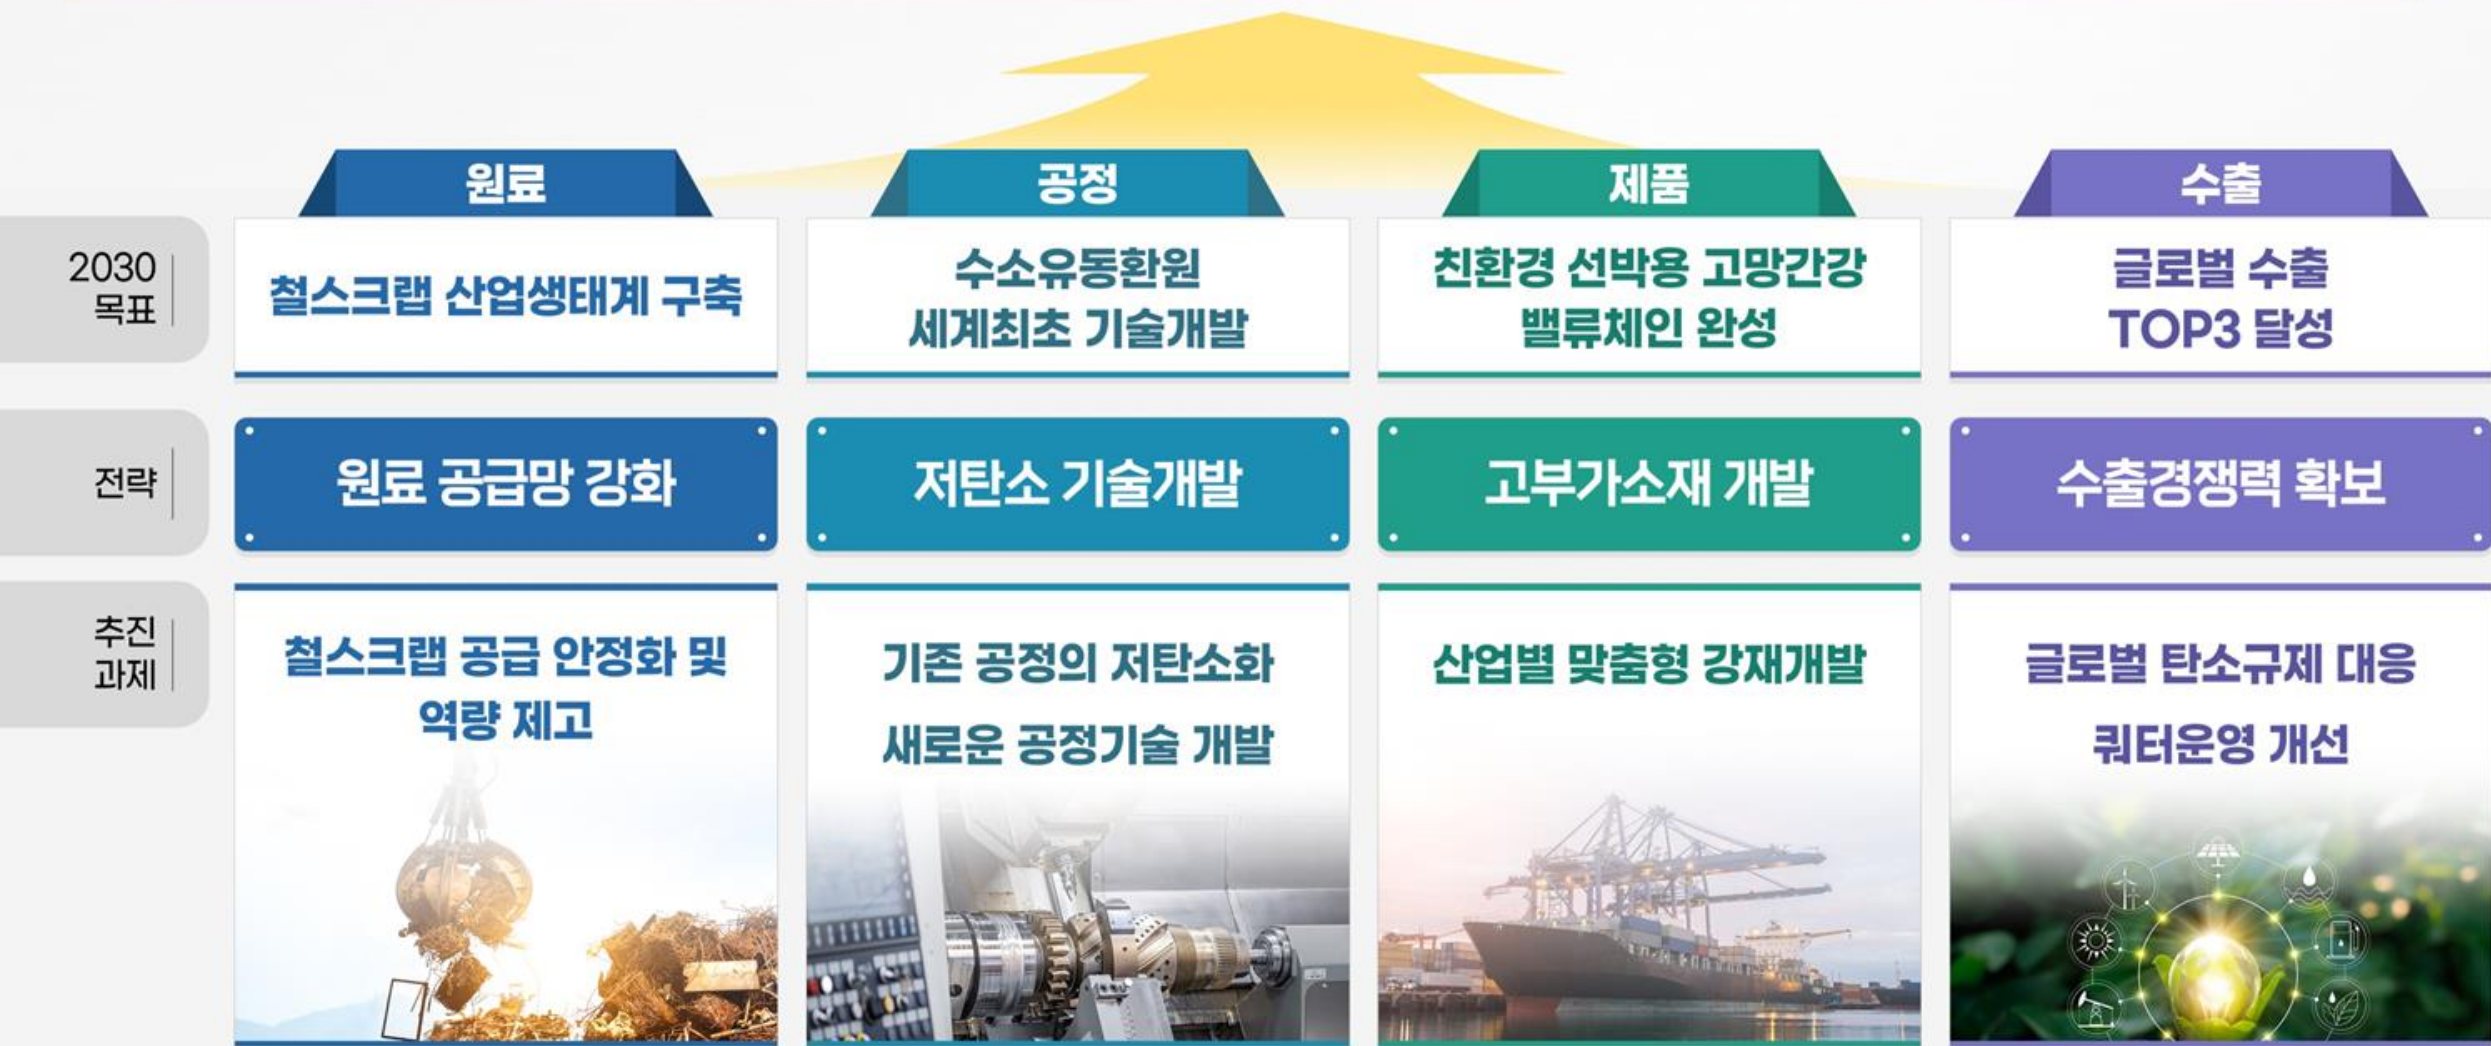 원료
공정
제품
수출
2030
목표
철스크랩 산업생태계 구축
수소유동환원
세계최초 기술개발
친환경 선박용 고망간강
밸류체인 완성
글로벌 수출
TOP3 달성
전략
원료 공급망 강화
저탄소 기술개발
고부가소재 개발
수출경쟁력 확보
추진
과제
철스크랩 공급 안정화 및
역량 제고
기존 공정의 저탄소화
새로운 공정기술 개발
산업별 맞춤형 강재개발
글로벌 탄소규제 대응
쿼터운영 개선